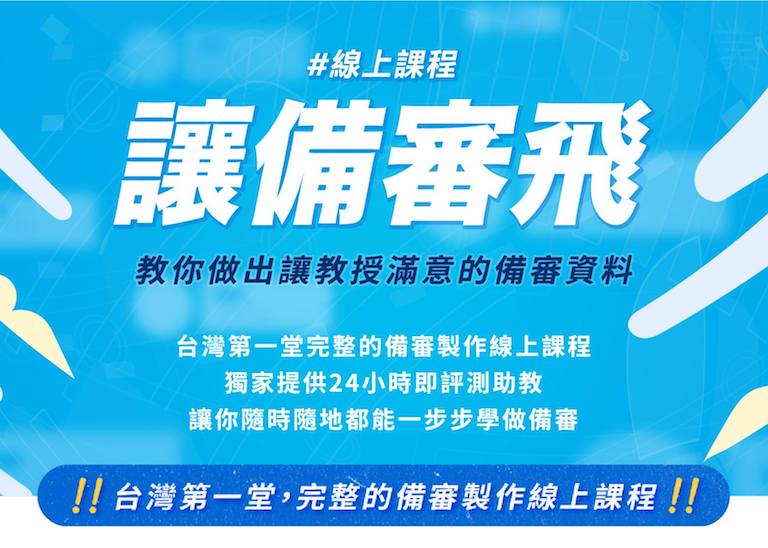 #線上課程
讓備審飛
教你做出讓教授滿意的備審資料
台灣第一堂完整的備審製作線上課程
獨家提供24小時即評測助教
讓你隨時隨地都能一步步學做備審
!! 台灣第一堂，完整的備審製作線上課程 !!